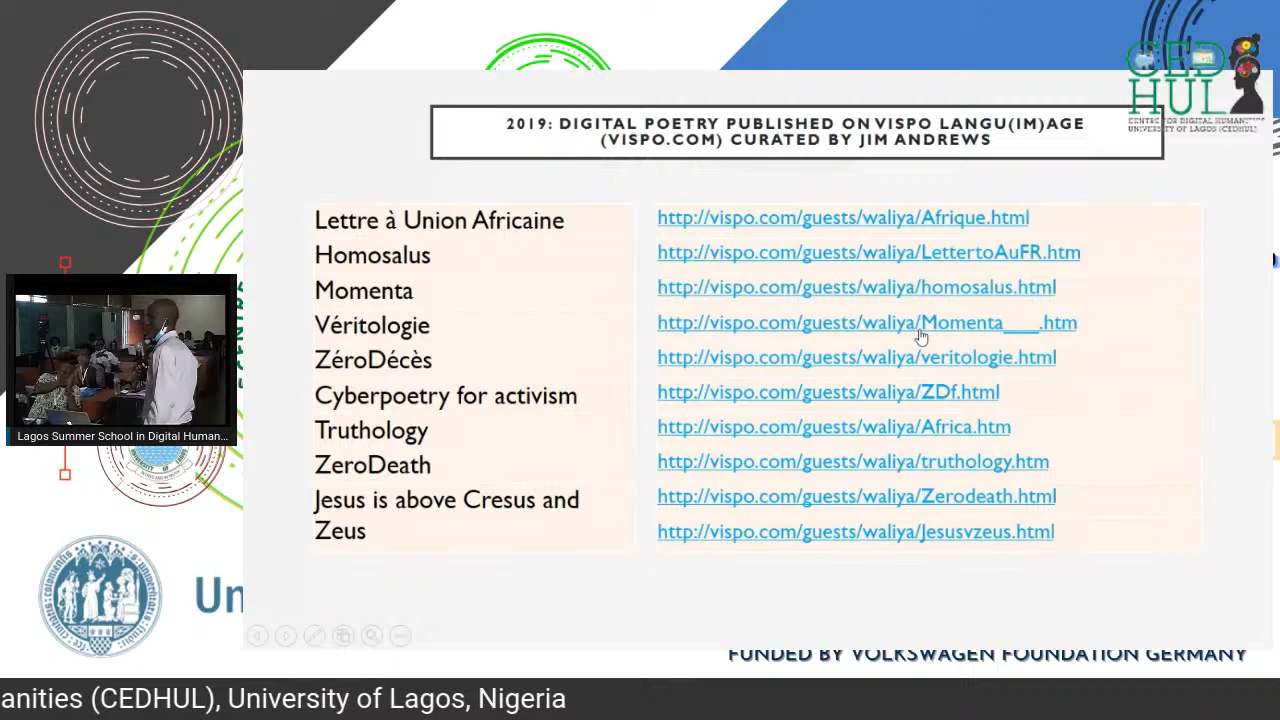 CEDHUL
CENTRE FOR DIGITAL HUMANITIES
UNIVERSITY OF LAGOS (CEDHUL)
2019: DIGITAL POETRY PUBLISHED ON VISPO LANGU(IM)AGE
(VISPO.COM) CURATED BY JIM ANDREWS
Lettre à Union Africaine
Homosalus
Momenta
Véritologie
ZéroDécès
Cyberpoetry for activism
Truthology
ZeroDeath
Jesus is above Cresus and
Zeus
http://vispo.com/guests/waliya/Afrique.html
http://vispo.com/guests/waliya/LettertoAuFR.htm
http://vispo.com/guests/waliya/homosalus.html
http://vispo.com/guests/waliya/Momenta___.htm
http://vispo.com/guests/waliya/veritologie.html
http://vispo.com/guests/waliya/ZDf.html
http://vispo.com/guests/waliya/Africa.htm
http://vispo.com/guests/waliya/truthology.htm
http://vispo.com/guests/waliya/Zerodeath.html
http://vispo.com/guests/waliya/Jesusvzeus.html
Lagos Summer School in Digital Human...
Un
FUNDED BY VOLKSWAGEN FOUNDATION GERMANY
anities (CEDHUL), University of Lagos, Nigeria